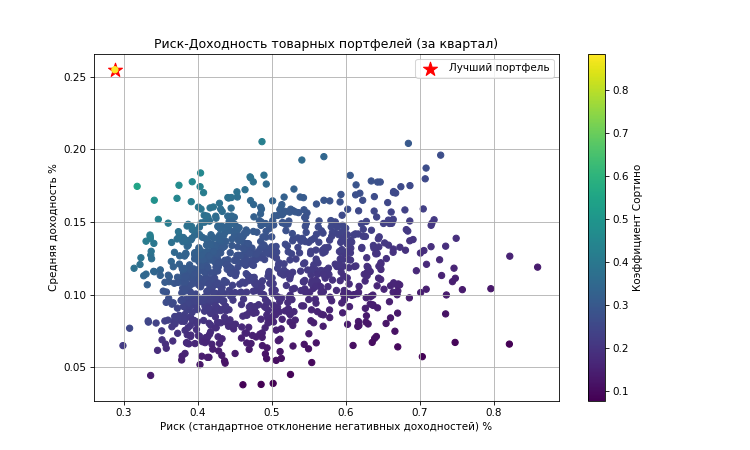 Риск-Доходность товарных портфелей (за квартал)
Лучший портфель
Средняя доходность %
0.25
0.20
0.15
0.10
0.05
0.3 0.4 0.5 0.6 0.7 0.8
Риск (стандартное отклонение негативных доходностей) %
0.8
0.7
0.6
0.5
0.4
0.3
0.2
0.1
Коэффициент Сортино